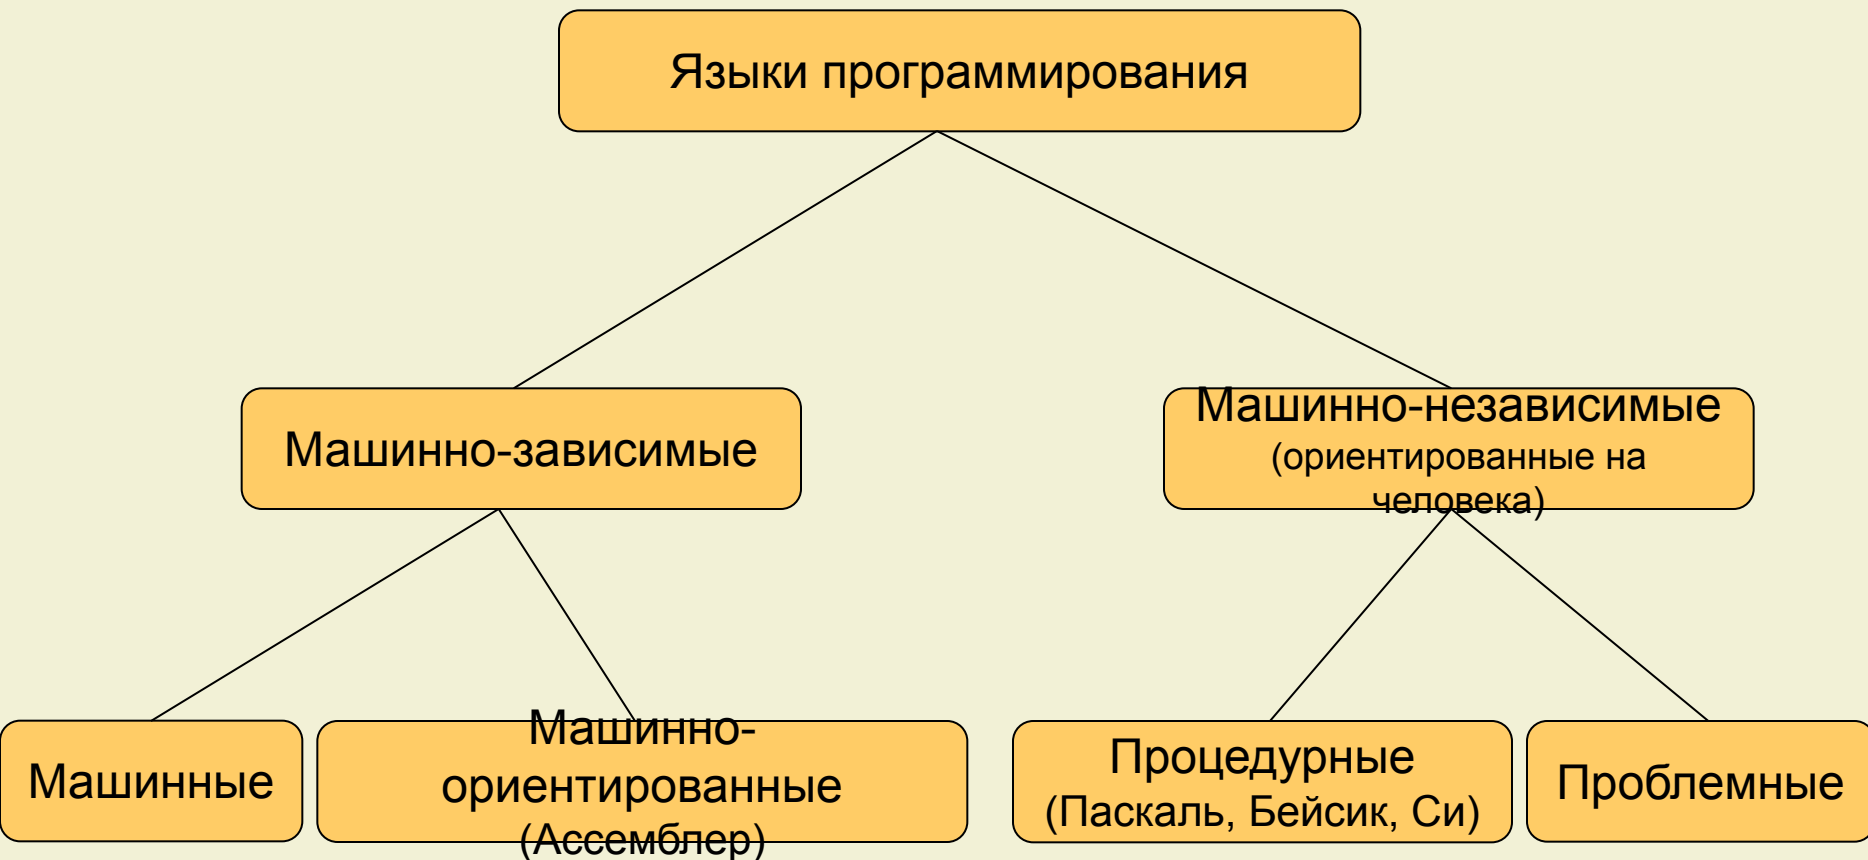 Языки программирования
Машинно-зависимые
Машинно-независимые
(ориентированные на
человека)
Машинные
Машинно-
ориентированные
(Ассемблер)
Процедурные
(Паскаль, Бейсик, Си)
Проблемные